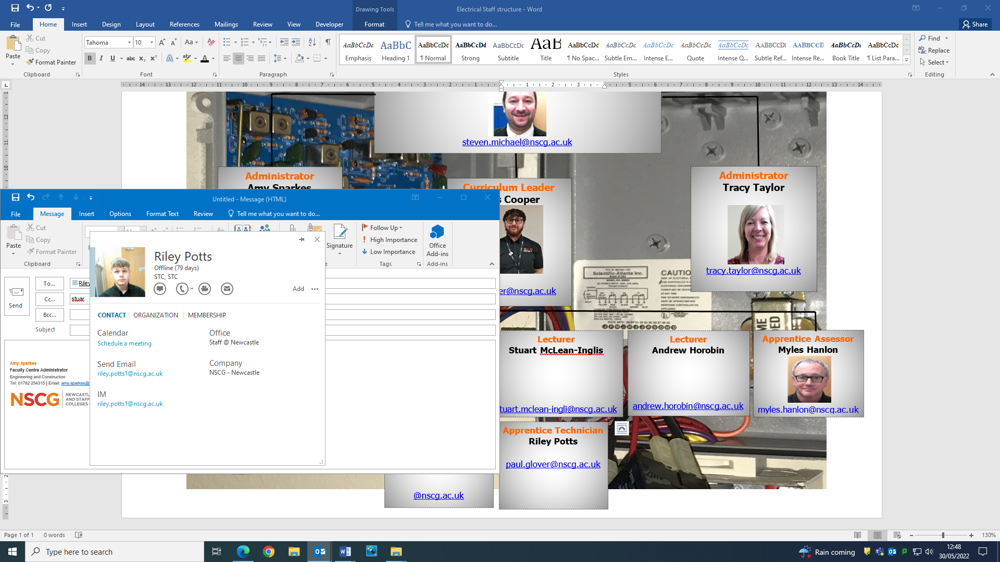 Drawing Tools
Electrical Staff structure - Word
File
Home
Insert
Design
Layout
References
Mailings
Review
View
Developer
Format
Tell me what you want to do...
Share
Paste
Cut
Copy
Format Painter
Clipboard
Tahoma
10
Font
Paragraph
AaBbCcDc Emphasis
AaBbC Heading 1
AaBbCcDd ¶ Normal
AaBbCcDd Strong
AaBbCcDc Subtitle
AaB Title
AaBbCcDd ¶ No Spac...
AaBbCcDd Subtle Em...
AaBbCcDd Intense E...
AaBbCcDd Quote
AaBbCcDd Intense Q...
AABBCCDI Subtle Ref...
AABBCCD Intense Re...
AaBbCcDd Book Title
AaBbCcDd ¶ List Para...
Styles
Find
Replace
Select
Editing
14 13 12 11 10 9 8 7 6 5 4 3 2 1 1 2 3 5 6 7 8 9 10 11 12 13 14
steven.michael@nscg.ac.uk
Administrator
Amy Sparkes
Curriculum Leader
s Cooper
er@nscg.ac.uk
Administrator
Tracy Taylor
tracy.taylor@nscg.ac.uk
Scientific-Atlanta Inc.
CAUTIO
Lecturer
Stuart McLean-Inglis
tuart.mclean-ingli@nscg.ac.uk
Lecturer
Andrew Horobin
andrew.horobin@nscg.ac.uk
Apprentice Assessor
Myles Hanlon
myles.hanlon@nscg.ac.uk
Apprentice Technician
Riley Potts
paul.glover@nscg.ac.uk
@nscg.ac.uk
Untitled - Message (HTML)
File
Message
Insert
Options
Format Text
Review
Tell me what you want to do...
Paste
Cut
Copy
Format Painter
Clipboard
Signature
Follow Up
High Importance
Low Importance
Tags
Office
Add-ins
Add-ins
Send
To...
Riley
Cc...
stuar
Bcc...
Subject
Amy Sparkes
Faculty Centre Administrator
Engineering and Construction
Tel: 01782 254315 | Email: amy.sparkes@
NSCG
NEWCASTL
AND STAFF
COLLEGES
Riley Potts
Offline (79 days)
STC, STC
Add
CONTACT
ORGANIZATION
MEMBERSHIP
Calendar
Schedule a meeting
Office
Staff @ Newcastle
Send Email
riley.potts1@nscg.ac.uk
Company
NSCG - Newcastle
IM
riley.potts1@nscg.ac.uk
Page 1 of 1
0 words
130%
Type here to search
Rain coming
12:48
30/05/2022